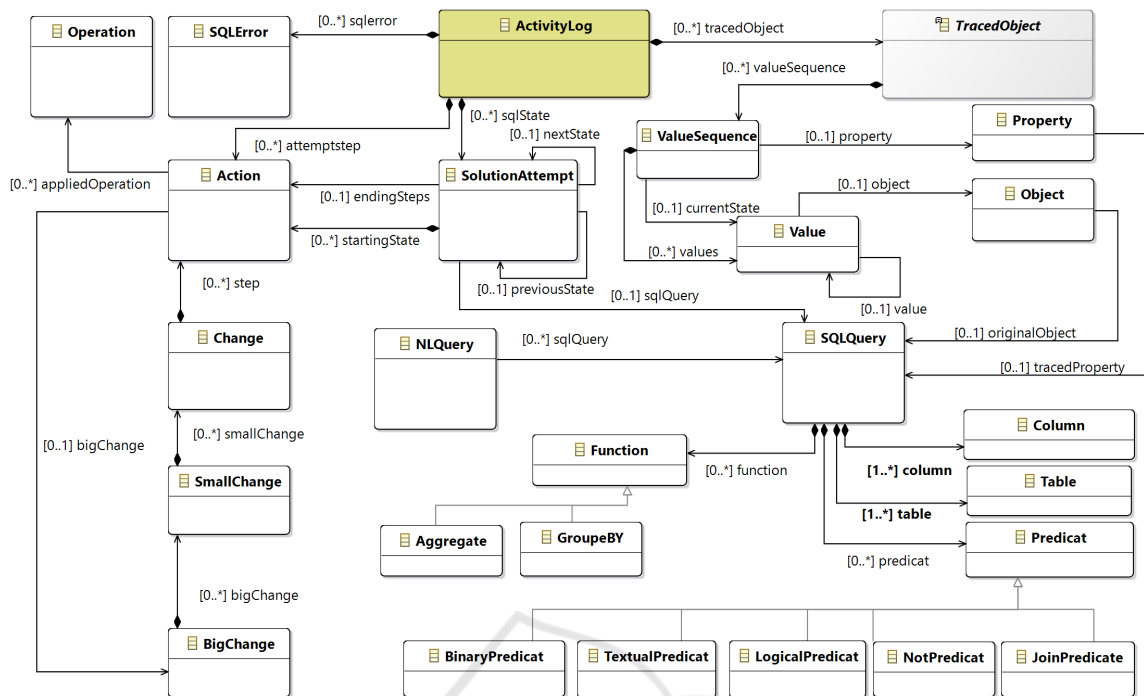 [0..*] sqlerror
Operation
SQLError
ActivityLog
[0..*] tracedObject
TracedObject
[0..*] valueSequence
[0..*] sqlState
[0..1] nextState
[0..*] attemptstep
ValueSequence
[0..1] property
Property
[0..*] appliedOperation
Action
SolutionAttempt
[0..1] endingSteps
[0..1] object
Object
[0..1] currentState
[0..*] startingState
Value
[0..*] values
[0..*] step
[0..1] previousState
[0..1] sqlQuery
[0..1] value
Change
NLQuery
[0..*] sqlQuery
SQLQuery
[0..1] originalObject
[0..1] tracedProperty
[0..1] bigChange
[0..*] smallChange
Function
[0..*] function
Column
[1..*] column
SmallChange
Table
[1..*] table
Aggregate
GroupeBY
Predicat
[0..*] predicat
[0..*] bigChange
BigChange
BinaryPredicat
TextualPredicat
LogicalPredicat
NotPredicat
JoinPredicate